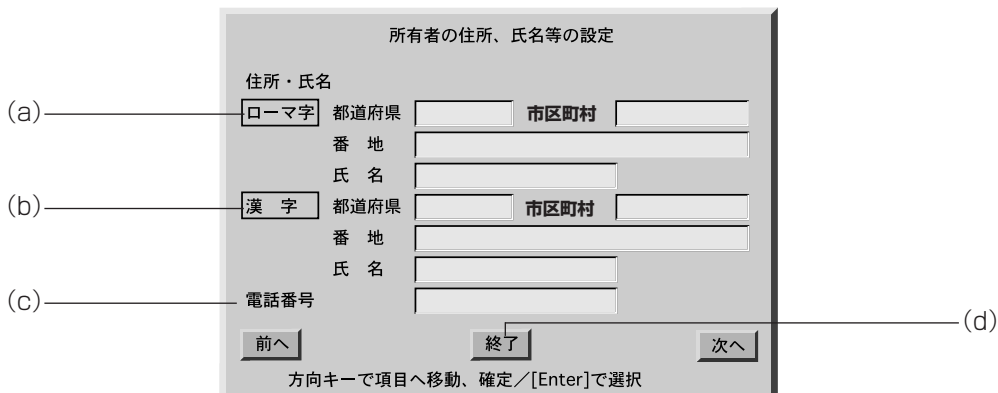 所有者の住所、氏名等の設定
住所・氏名
(a) ローマ字 都道府県 市区町村
番 地
氏 名
(b) 漢 字 都道府県 市区町村
番 地
氏 名
(c) 電話番号
前へ 終了 次へ (d)
方向キーで項目へ移動、確定／[Enter]で選択